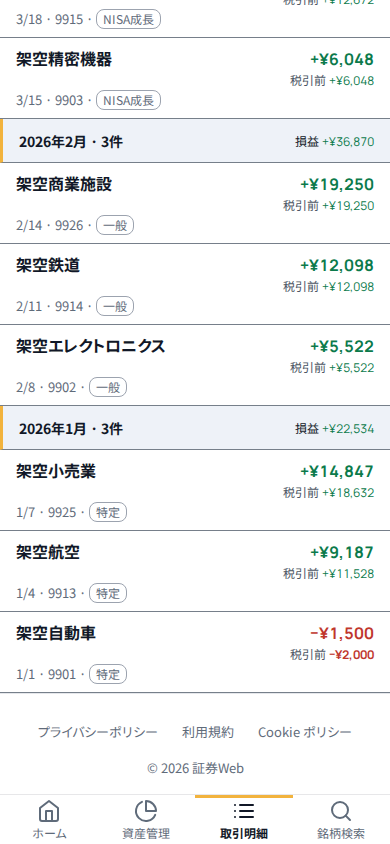 3/18 · 9915 · NISA成長
架空精密機器 +¥6,048
税引前 +¥6,048
3/15 · 9903 · NISA成長
2026年2月 · 3件 損益 +¥36,870
架空商業施設 +¥19,250
税引前 +¥19,250
2/14 · 9926 · 一般
架空鉄道 +¥12,098
税引前 +¥12,098
2/11 · 9914 · 一般
架空エレクトロニクス +¥5,522
税引前 +¥5,522
2/8 · 9902 · 一般
2026年1月 · 3件 損益 +¥22,534
架空小売業 +¥14,847
税引前 +¥18,632
1/7 · 9925 · 特定
架空航空 +¥9,187
税引前 +¥11,528
1/4 · 9913 · 特定
架空自動車 −¥1,500
税引前 −¥2,000
1/1 · 9901 · 特定
プライバシーポリシー 利用規約 Cookie ポリシー
© 2026 証券Web
ホーム 資産管理 取引明細 銘柄検索